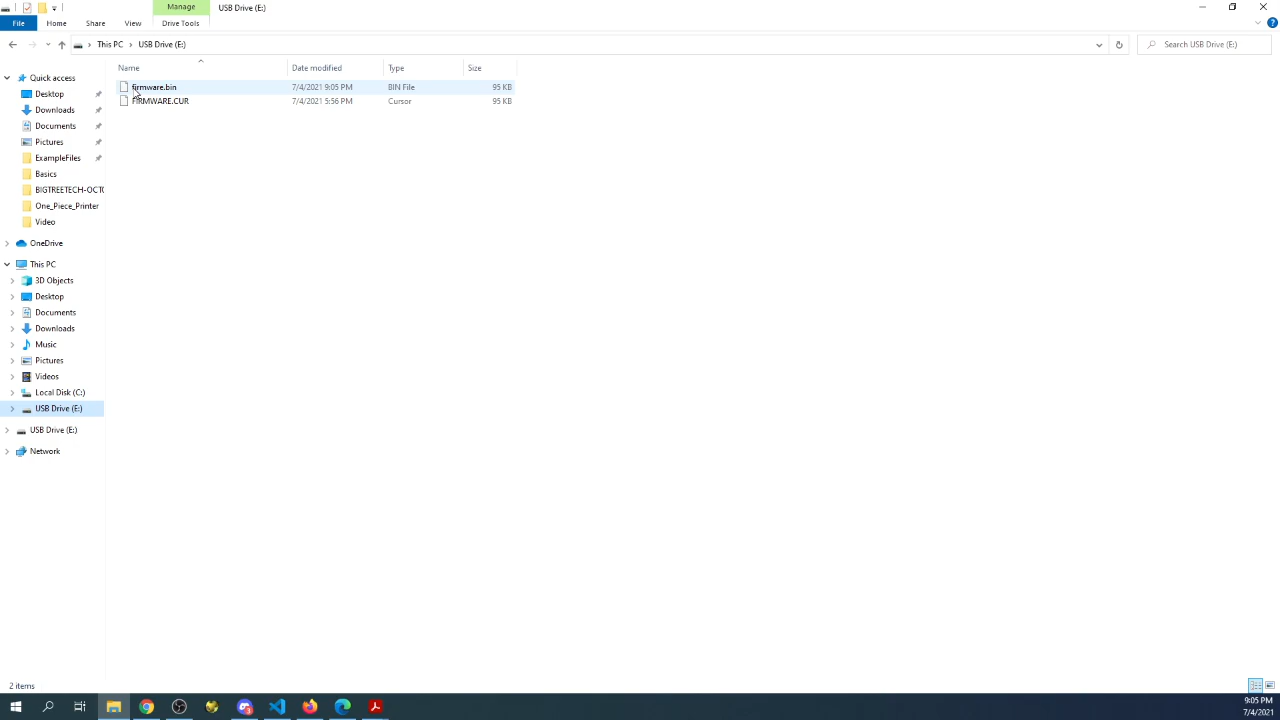 Manage
USB Drive (E:)
File
Home
Share
View
Drive Tools
This PC
USB Drive (E:)
Search USB Drive (E:)
Name
Date modified
Type
Size
firmware.bin
7/4/2021 9:05 PM
BIN File
95 KB
FIRMWARE.CUR
7/4/2021 5:56 PM
Cursor
95 KB
Quick access
Desktop
Downloads
Documents
Pictures
ExampleFiles
Basics
BIGTREETECH-OCTO
One_Piece_Printer
Video
OneDrive
This PC
3D Objects
Desktop
Documents
Downloads
Music
Pictures
Videos
Local Disk (C:)
USB Drive (E:)
USB Drive (E:)
Network
2 items
9:05 PM
7/4/2021